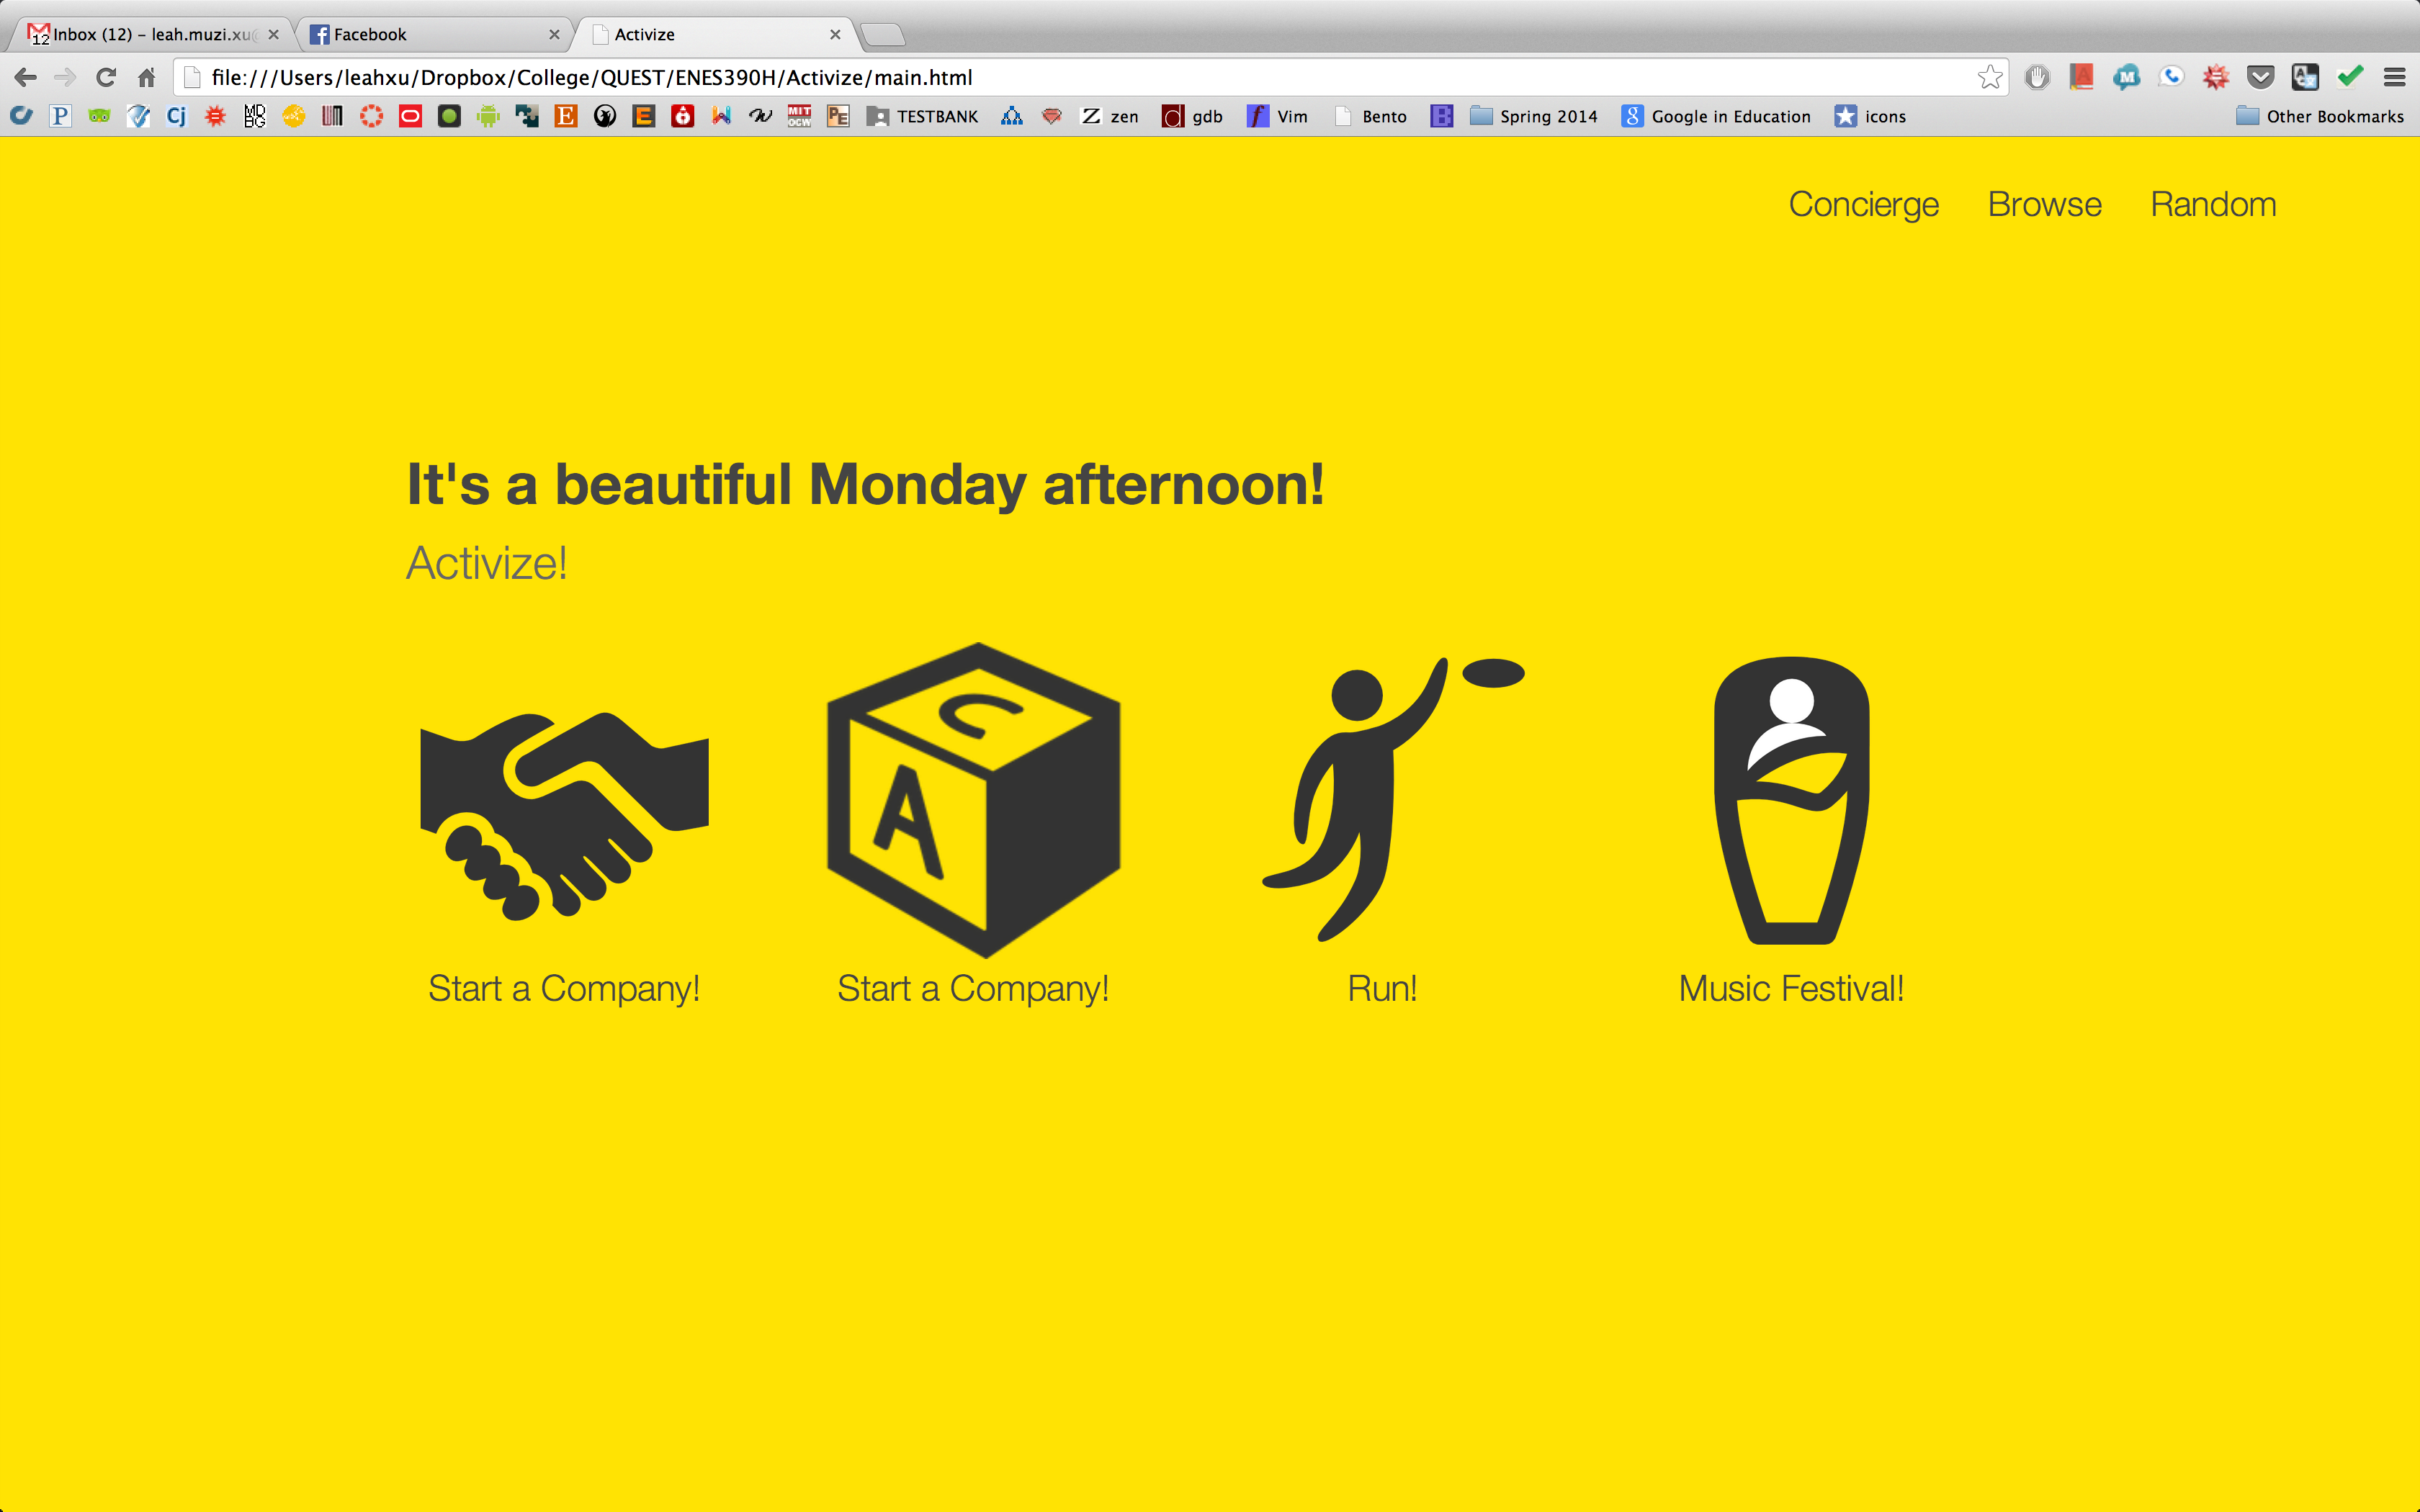 Inbox (12) – leah.muzi.xu@
Facebook
Activize
file:///Users/leahxu/Dropbox/College/QUEST/ENES390H/Activize/main.html
TESTBANK zen gdb Vim Bento Spring 2014 Google in Education icons Other Bookmarks
Concierge Browse Random
It's a beautiful Monday afternoon!
Activize!
C
A
Start a Company! Start a Company! Run! Music Festival!